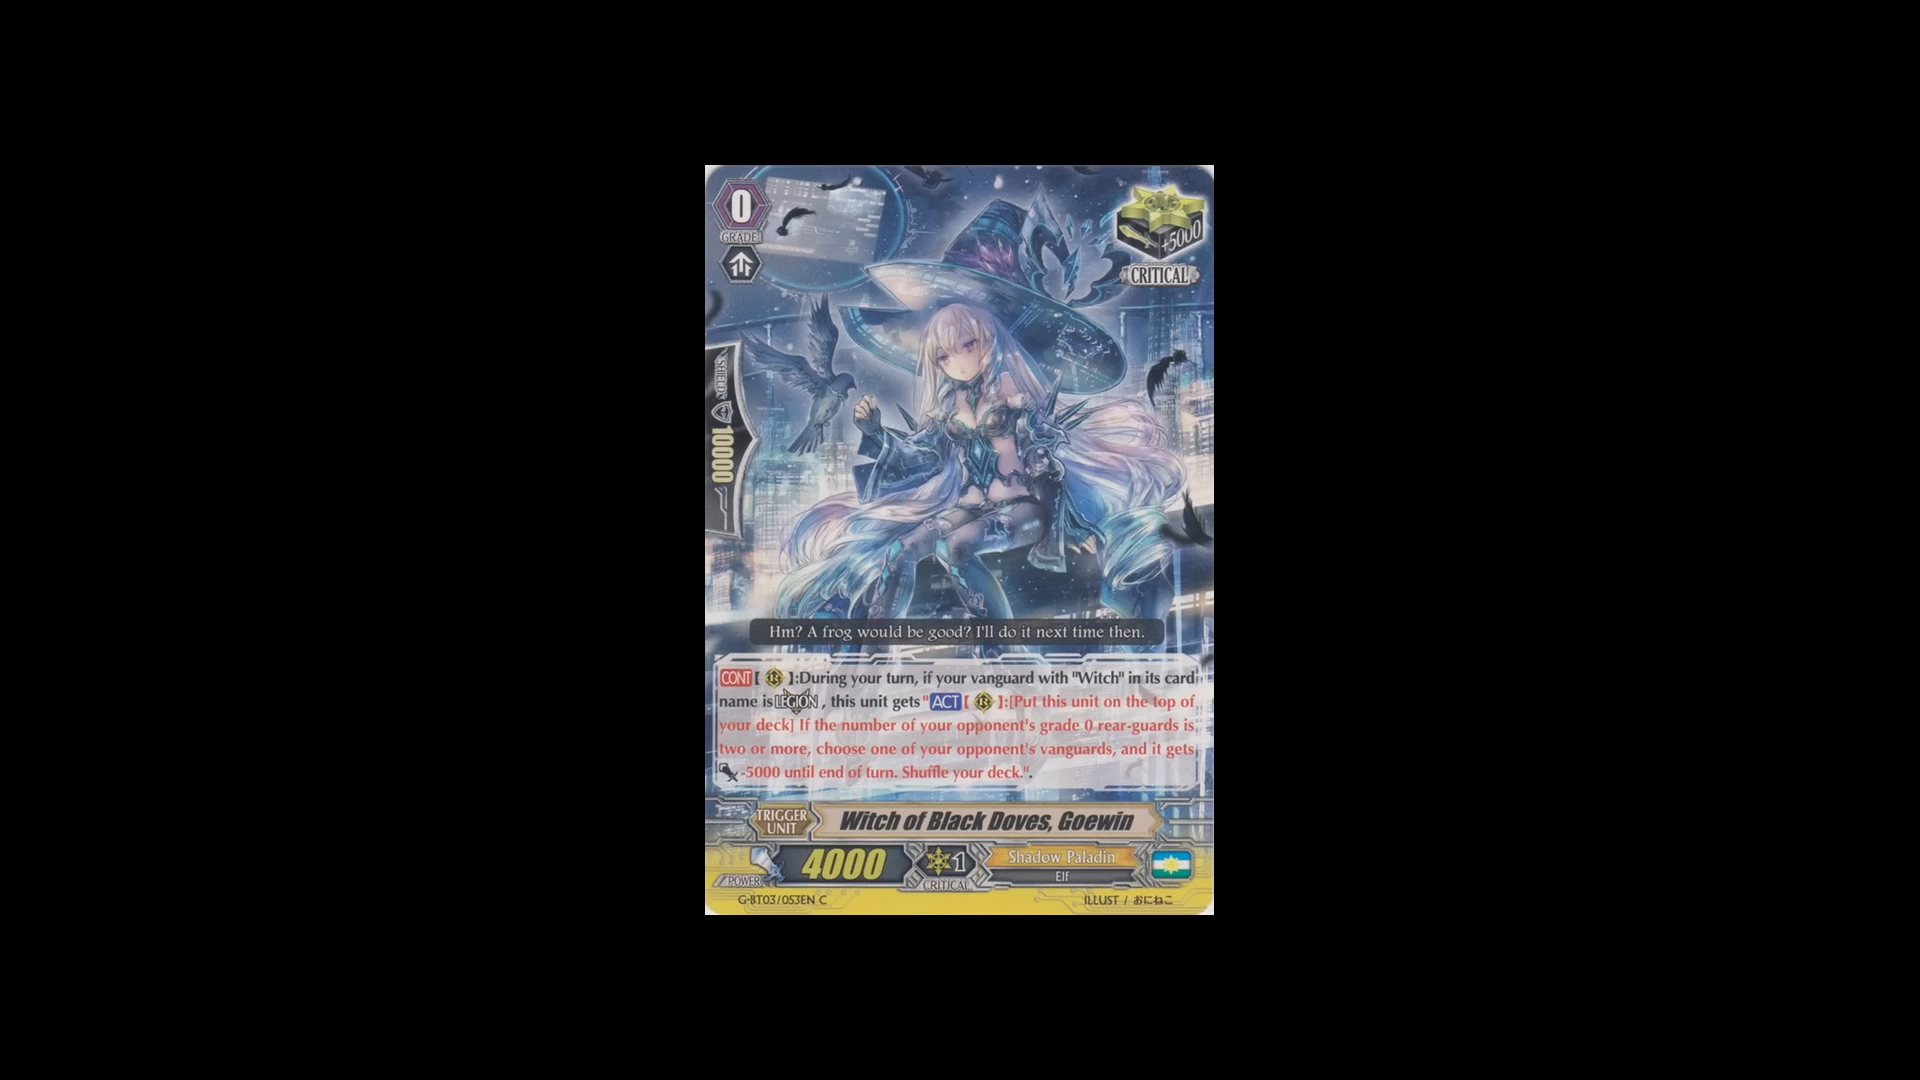 0
GRADE
+5000
CRITICAL
SHIELD
10000
Hm? A frog would be good? I'll do it next time then.
CONT【 R 】:During your turn, if your vanguard with "Witch" in its card
name is LEGION , this unit gets "ACT【 R 】:[Put this unit on the top of
your deck] If the number of your opponent's grade 0 rear-guards is
two or more, choose one of your opponent's vanguards, and it gets
-5000 until end of turn. Shuffle your deck.".
TRIGGER
UNIT
Witch of Black Doves, Goewin
POWER
4000
1
CRITICAL
Shadow Paladin
Elf
G-BT03/053EN C
ILLUST / おにねこ